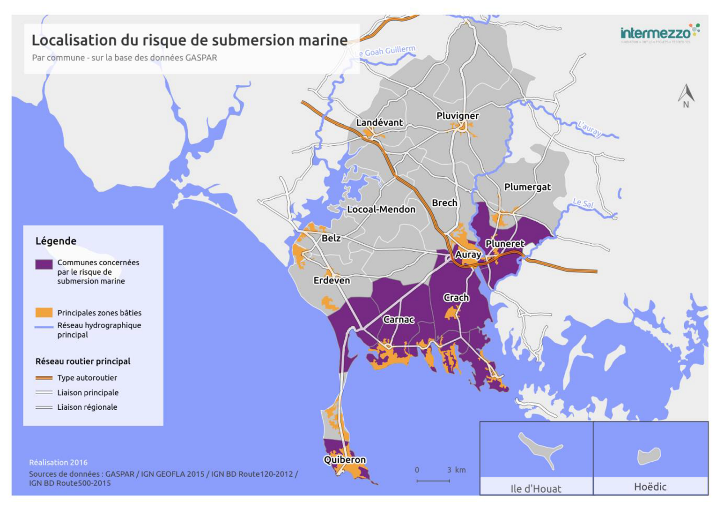 Localisation du risque de submersion marine
Par commune - sur la base des données GASPAR
intermezzo
Le Goah Guillerm
N
Landévant
Pluvigner
L'auray
Plumergat
Le Sal
Brech
Locoal-Mendon
Belz
Pluneret
Auray
Erdeven
Crach
Carnac
Quiberon
Légende
Communes concernées
par le risque de
submersion marine
Principales zones bâties
Réseau hydrographique
principal
Réseau routier principal
Type autoroutier
Liaison principale
Liaison régionale
Réalisation 2016
Sources de données : GASPAR / IGN GEOFLA 2015 / IGN BD Route120-2012 /
IGN BD Route500-2015
0 3 km
Ile d'Houat
Hoëdic